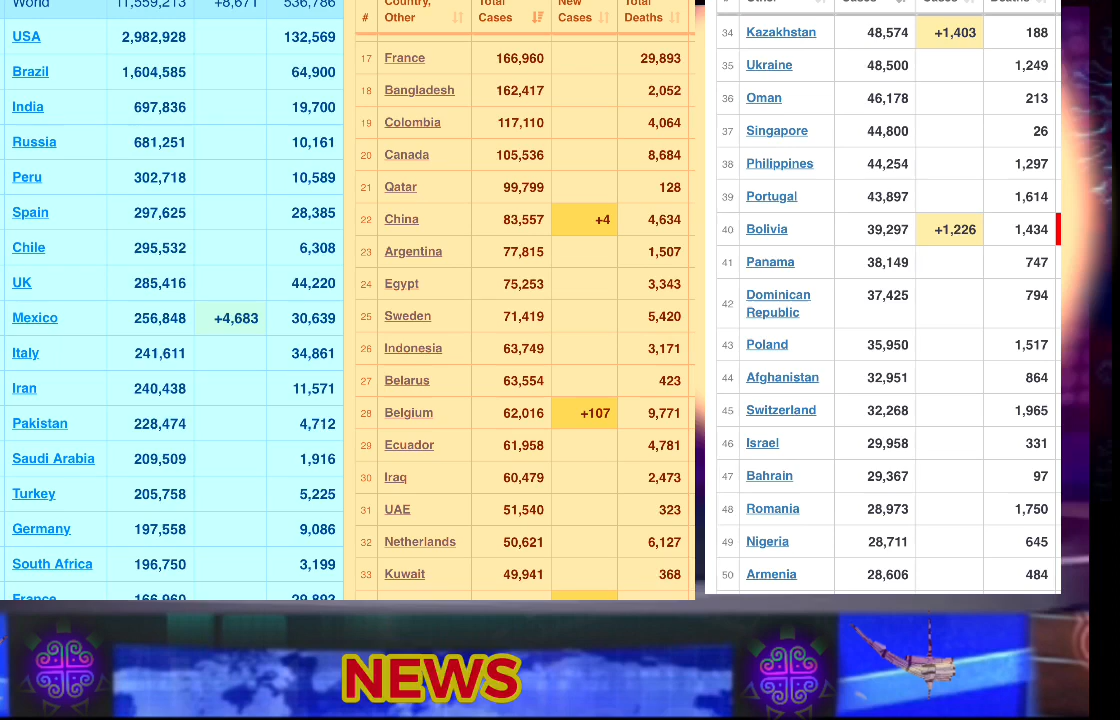 World 11,559,213 +8,671 536,786
USA 2,982,928 132,569
Brazil 1,604,585 64,900
India 697,836 19,700
Russia 681,251 10,161
Peru 302,718 10,589
Spain 297,625 28,385
Chile 295,532 6,308
UK 285,416 44,220
Mexico 256,848 +4,683 30,639
Italy 241,611 34,861
Iran 240,438 11,571
Pakistan 228,474 4,712
Saudi Arabia 209,509 1,916
Turkey 205,758 5,225
Germany 197,558 9,086
South Africa 196,750 3,199
France 166,960 29,893
Country, Total New Total
# Other Cases Cases Deaths
17 France 166,960 29,893
18 Bangladesh 162,417 2,052
19 Colombia 117,110 4,064
20 Canada 105,536 8,684
21 Qatar 99,799 128
22 China 83,557 +4 4,634
23 Argentina 77,815 1,507
24 Egypt 75,253 3,343
25 Sweden 71,419 5,420
26 Indonesia 63,749 3,171
27 Belarus 63,554 423
28 Belgium 62,016 +107 9,771
29 Ecuador 61,958 4,781
30 Iraq 60,479 2,473
31 UAE 51,540 323
32 Netherlands 50,621 6,127
33 Kuwait 49,941 368
# Other Cases Cases Deaths
34 Kazakhstan 48,574 +1,403 188
35 Ukraine 48,500 1,249
36 Oman 46,178 213
37 Singapore 44,800 26
38 Philippines 44,254 1,297
39 Portugal 43,897 1,614
40 Bolivia 39,297 +1,226 1,434
41 Panama 38,149 747
42 Dominican 37,425 794
Republic
43 Poland 35,950 1,517
44 Afghanistan 32,951 864
45 Switzerland 32,268 1,965
46 Israel 29,958 331
47 Bahrain 29,367 97
48 Romania 28,973 1,750
49 Nigeria 28,711 645
50 Armenia 28,606 484
NEWS